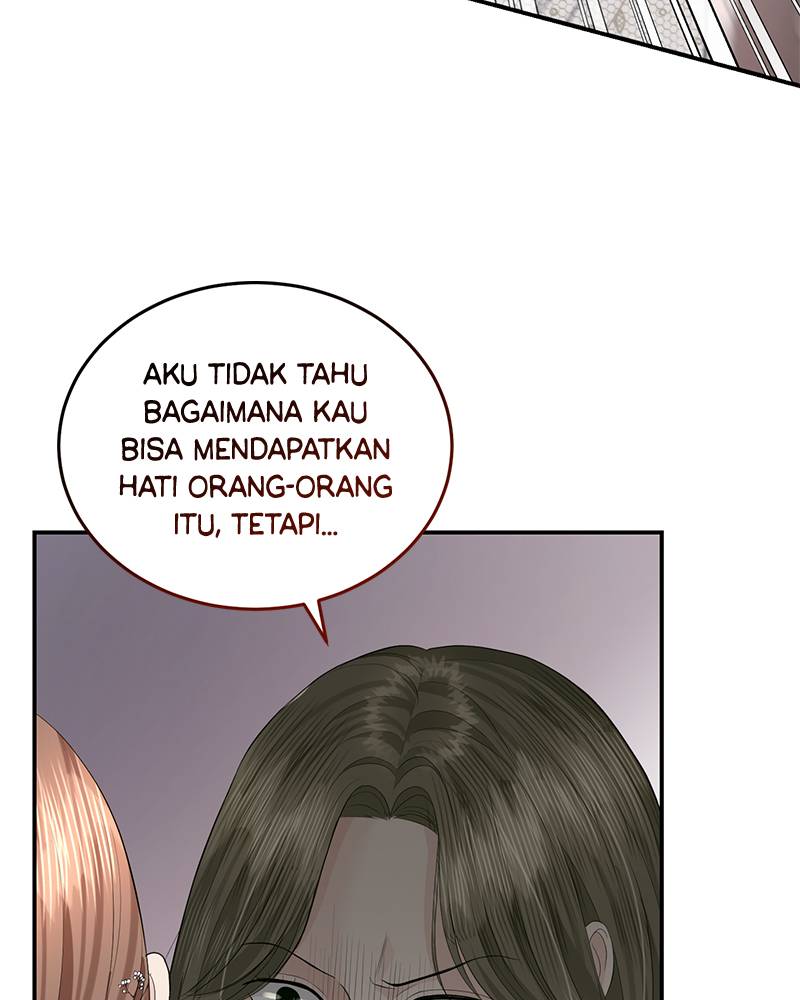 AKU TIDAK TAHU
BAGAIMANA KAU
BISA MENDAPATKAN
HATI ORANG-ORANG
ITU, TETAPI...